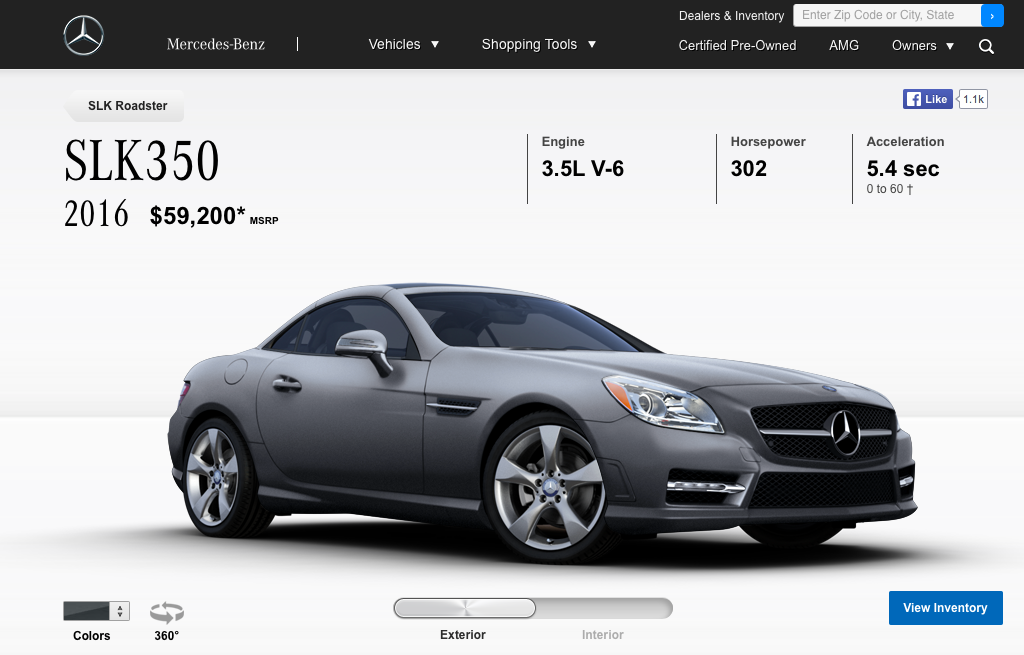 Dealers & Inventory
Enter Zip Code or City, State
›
Mercedes-Benz
Vehicles ▼
Shopping Tools ▼
Certified Pre-Owned
AMG
Owners ▼
SLK Roadster
f Like
1.1k
SLK350
2016 $59,200* MSRP
Engine
3.5L V-6
Horsepower
302
Acceleration
5.4 sec
0 to 60 †
Colors
360°
Exterior
Interior
View Inventory